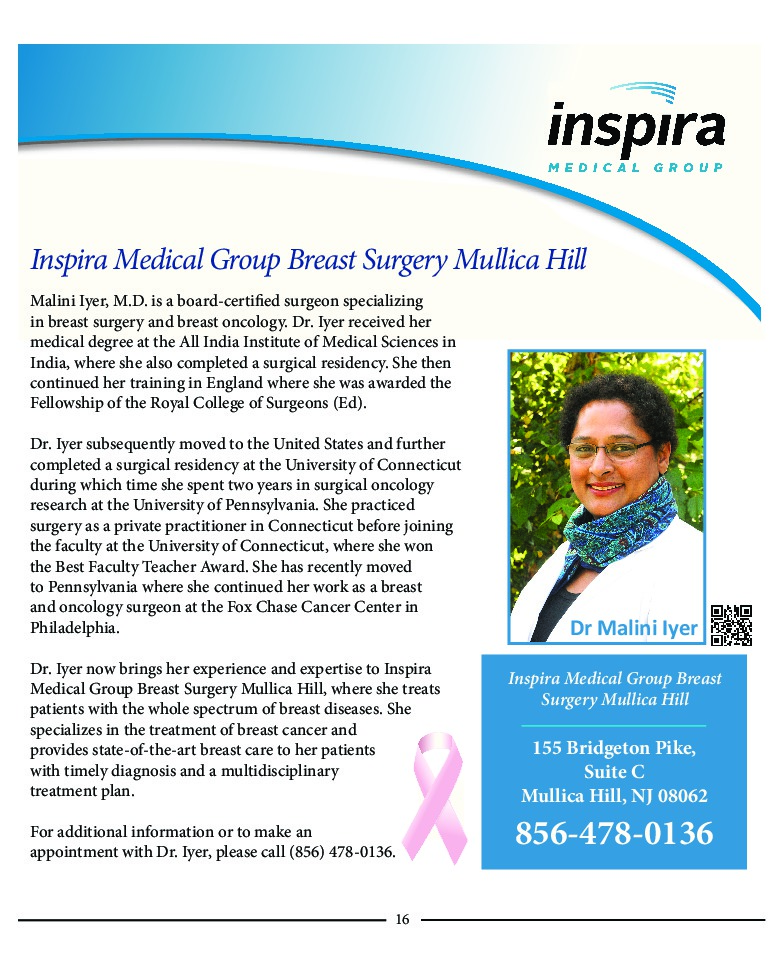 inspira
MEDICAL GROUP
Inspira Medical Group Breast Surgery Mullica Hill
Malini Iyer, M.D. is a board-certified surgeon specializing
in breast surgery and breast oncology. Dr. Iyer received her
medical degree at the All India Institute of Medical Sciences in
India, where she also completed a surgical residency. She then
continued her training in England where she was awarded the
Fellowship of the Royal College of Surgeons (Ed).
Dr. Iyer subsequently moved to the United States and further
completed a surgical residency at the University of Connecticut
during which time she spent two years in surgical oncology
research at the University of Pennsylvania. She practiced
surgery as a private practitioner in Connecticut before joining
the faculty at the University of Connecticut, where she won
the Best Faculty Teacher Award. She has recently moved
to Pennsylvania where she continued her work as a breast
and oncology surgeon at the Fox Chase Cancer Center in
Philadelphia.
Dr. Iyer now brings her experience and expertise to Inspira
Medical Group Breast Surgery Mullica Hill, where she treats
patients with the whole spectrum of breast diseases. She
specializes in the treatment of breast cancer and
provides state-of-the-art breast care to her patients
with timely diagnosis and a multidisciplinary
treatment plan.
For additional information or to make an
appointment with Dr. Iyer, please call (856) 478-0136.
Dr Malini Iyer
Inspira Medical Group Breast
Surgery Mullica Hill
155 Bridgeton Pike,
Suite C
Mullica Hill, NJ 08062
856-478-0136
16